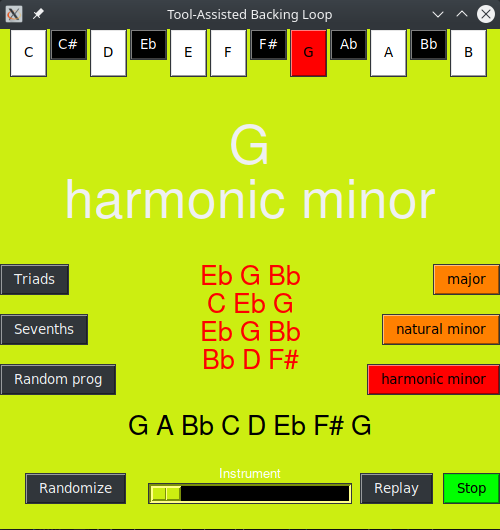 Tool-Assisted Backing Loop
C C# D Eb E F F# G Ab A Bb B
G
harmonic minor
Triads
Eb G Bb
major
C Eb G
Sevenths
Eb G Bb
natural minor
Bb D F#
Random prog
harmonic minor
G A Bb C D Eb F# G
Instrument
Randomize
Replay
Stop